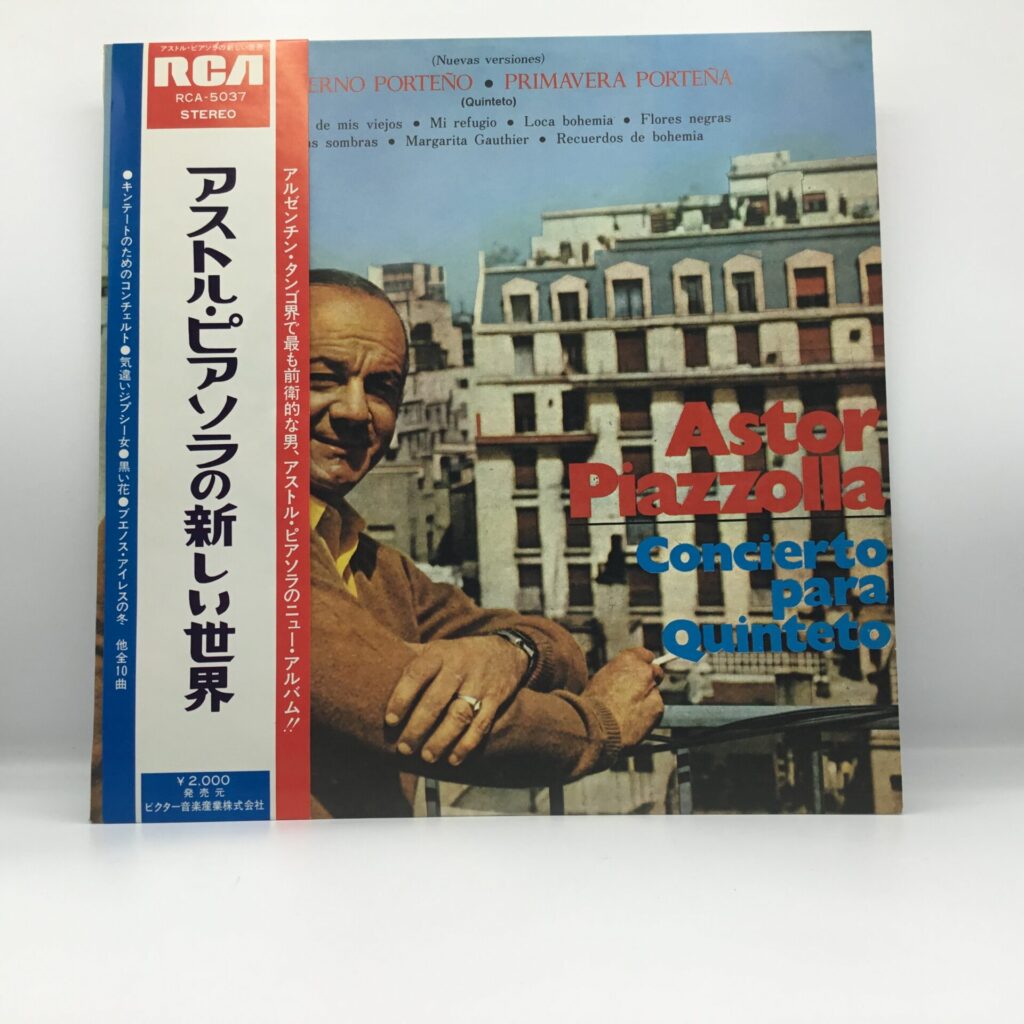 アストル・ピアソラの新しい世界
RCA
RCA-5037
STEREO
アルゼンチン・タンゴ界で最も前衛的な男、アストル・ピアソラのニュー・アルバム!!
アストル・ピアソラの新しい世界
●キンテートのためのコンチェルト●気違いジプシー女●黒い花●ブエノス・アイレスの冬 他全10曲
￥2,000
発売元
ビクター音楽産業株式会社
(Nuevas versiones)
ERNO PORTEÑO • PRIMAVERA PORTEÑA
(Quinteto)
de mis viejos • Mi refugio • Loca bohemia • Flores negras
sombras • Margarita Gauthier • Recuerdos de bohemia
Astor
Piazzolla
Concierto
para
Quinteto